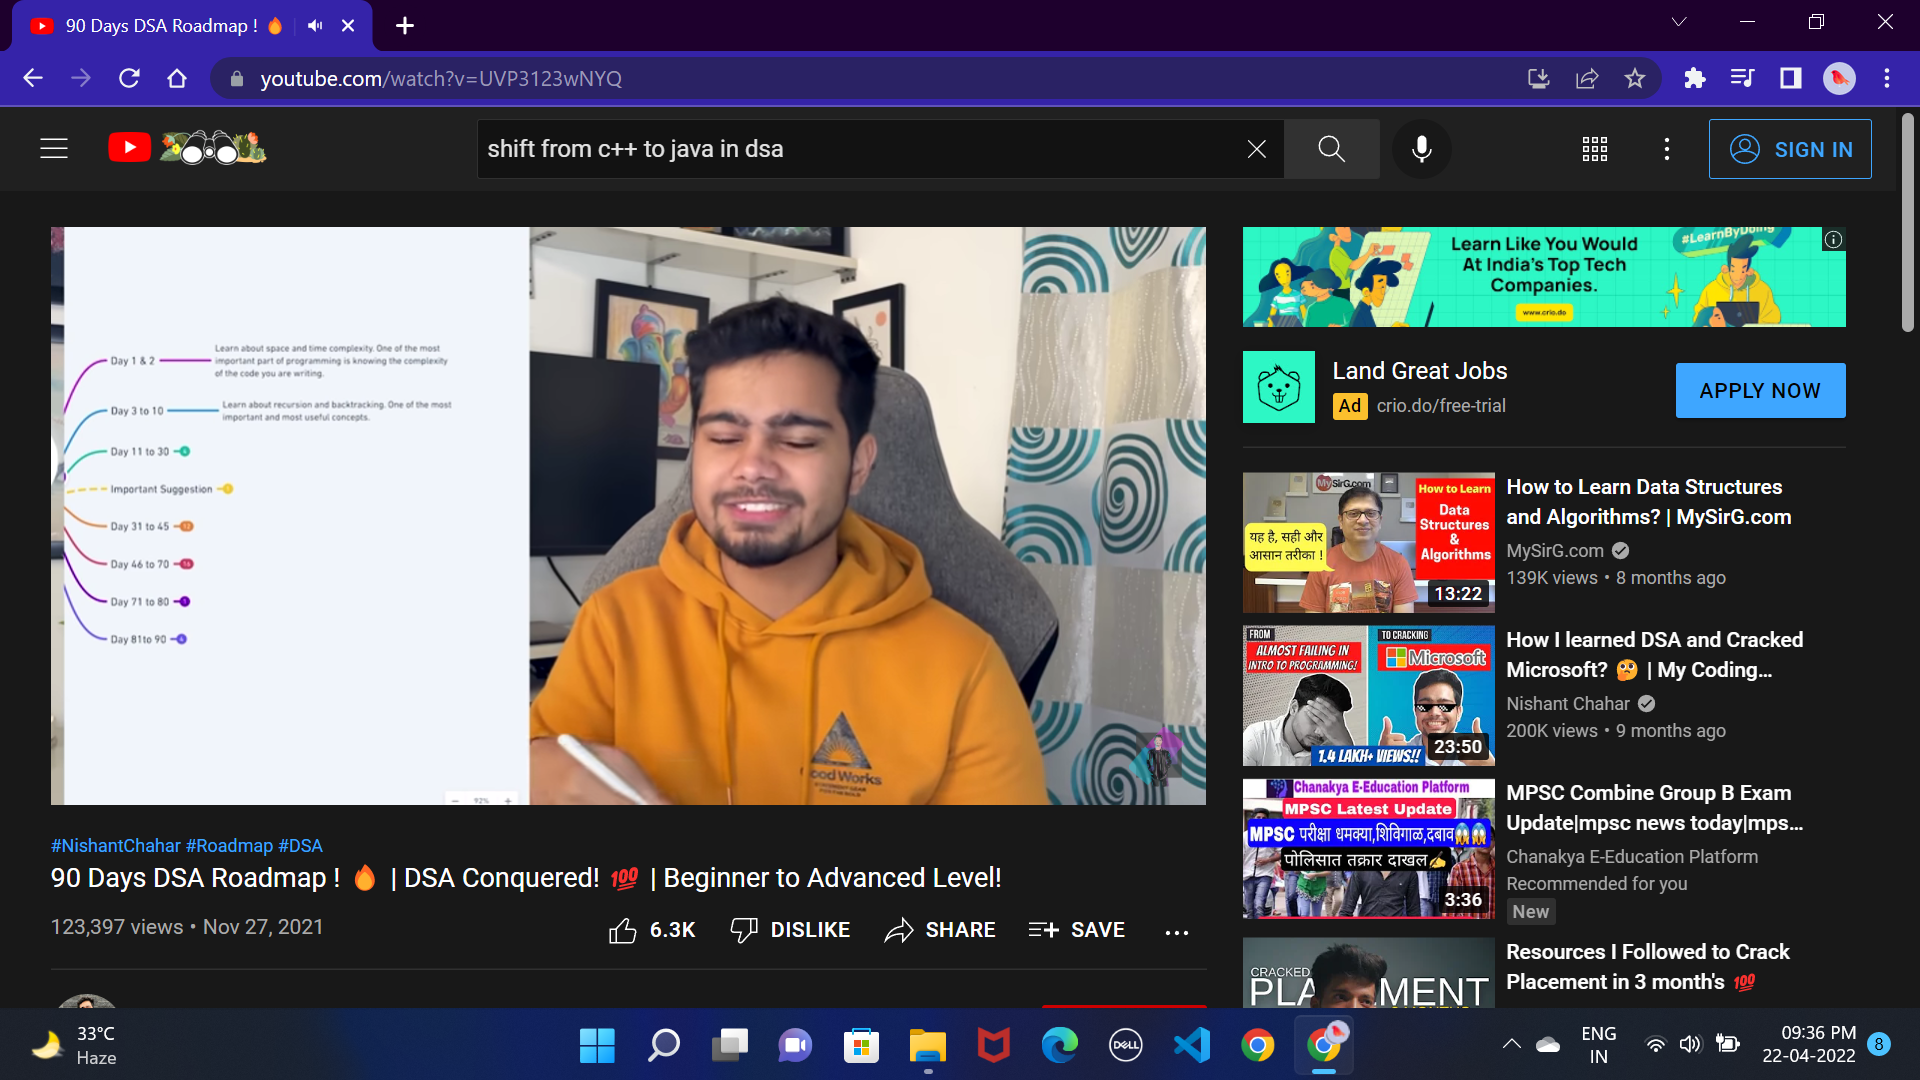 90 Days DSA Roadmap ! 🔥
youtube.com/watch?v=UVP3123wNYQ
shift from c++ to java in dsa
SIGN IN
Day 1 & 2
Learn about space and time complexity. One of the most
important part of programming is knowing the complexity
of the code you are writing.
Day 3 to 10
Learn about recursion and backtracking. One of the most
important and most useful concepts.
Day 11 to 30
Important Suggestion
Day 31 to 45
Day 46 to 70
Day 71 to 80
Day 81to 90
92%
Good Works
#NishantChahar #Roadmap #DSA
90 Days DSA Roadmap ! 🔥 | DSA Conquered! 💯 | Beginner to Advanced Level!
123,397 views • Nov 27, 2021
6.3K
DISLIKE
SHARE
SAVE
Learn Like You Would
At India's Top Tech
Companies.
www.crio.do
#LearnByDoing
Land Great Jobs
Ad crio.do/free-trial
APPLY NOW
MySirG.com
How to Learn
Data
Structures
&
Algorithms
यह है, सही और
आसान तरीका !
13:22
How to Learn Data Structures
and Algorithms? | MySirG.com
MySirG.com
139K views • 8 months ago
FROM
ALMOST FAILING IN
INTRO TO PROGRAMMING!
TO CRACKING
Microsoft
1.4 LAKH+ VIEWS!!
23:50
How I learned DSA and Cracked
Microsoft? 🤔 | My Coding...
Nishant Chahar
200K views • 9 months ago
Chanakya E-Education Platform
MPSC Latest Update
MPSC परीक्षा धमक्या,शिविगाळ,दबाव😱😱
पोलिसात तक्रार दाखल✍
3:36
MPSC Combine Group B Exam
Update|mpsc news today|mps...
Chanakya E-Education Platform
Recommended for you
New
CRACKED
PLA MENT
Resources I Followed to Crack
Placement in 3 month's 💯
33°C
Haze
DELL
ENG
IN
09:36 PM
22-04-2022
8